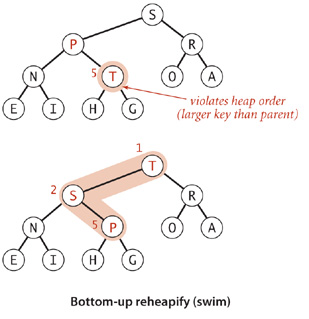 S
P R
N 5 T O A
violates heap order
(larger key than parent)
E I H G
1
T
2 S R
N 5 P O A
E I H G
Bottom-up reheapify (swim)